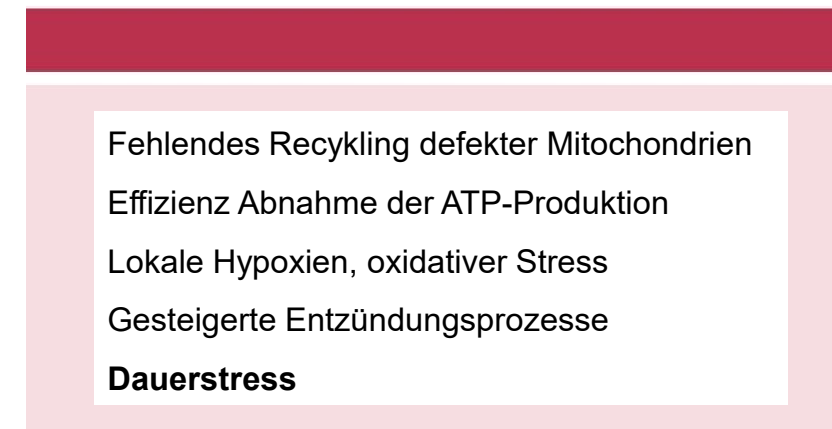 Fehlendes Recykling defekter Mitochondrien
Effizienz Abnahme der ATP-Produktion
Lokale Hypoxien, oxidativer Stress
Gesteigerte Entzündungsprozesse
Dauerstress